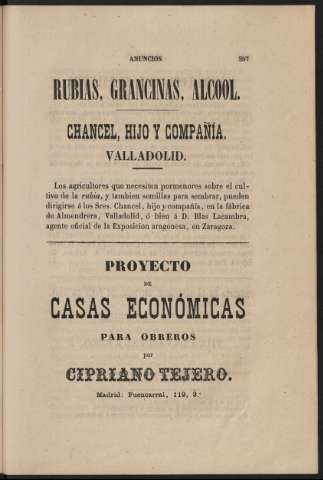 ANUNCIOS 257
RUBIAS, GRANCINAS, ALCOOL.
CHANCEL, HIJO Y COMPAÑÍA.
VALLADOLID.
Los agricultores que necesiten pormenores sobre el cul-
tivo de la rubia, y tambien semillas para sembrar, pueden
dirigirse á los Sres. Chancel, hijo y compañía, en la fábrica
de Almendrera, Valladolid, ó bien à D. Blas Lacambra,
agente oficial de la Exposicion aragonesa, en Zaragoza.
PROYECTO
DE
CASAS ECONÓMICAS
PARA OBREROS
por
CIPRIANO TEJERO.
Madrid: Fuencarral, 119, 3.º